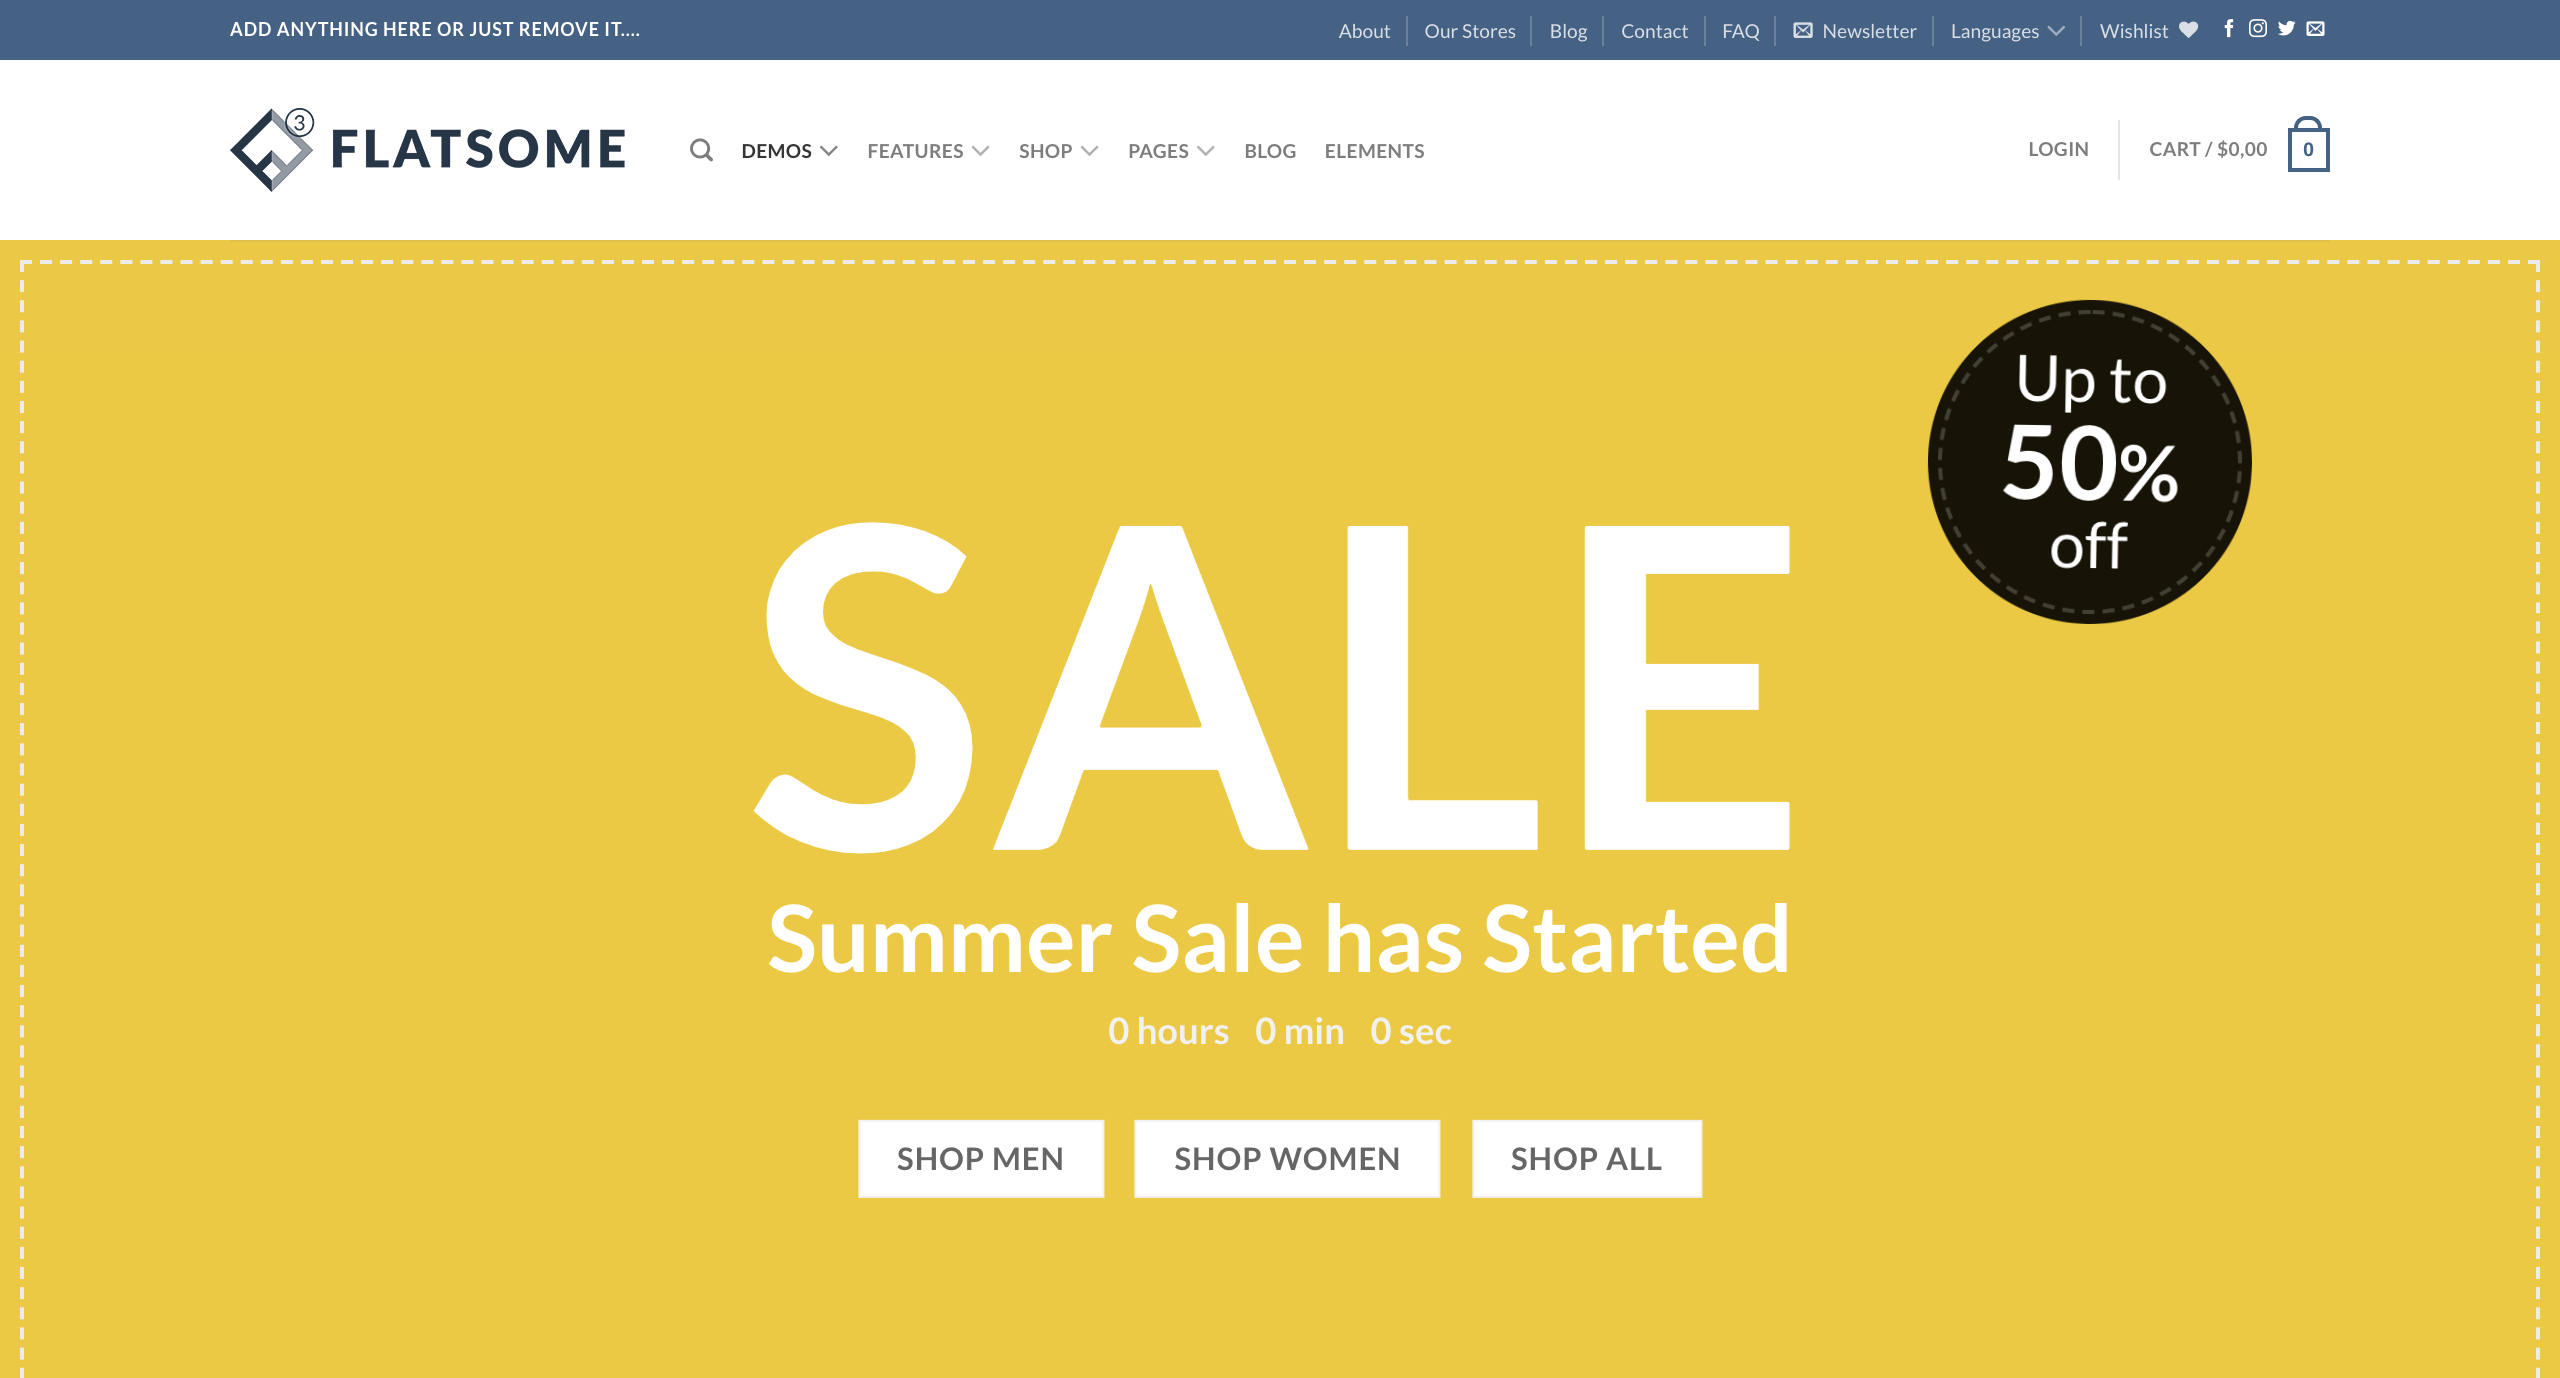 ADD ANYTHING HERE OR JUST REMOVE IT....
About Our Stores Blog Contact FAQ Newsletter Languages Wishlist
3 FLATSOME
DEMOS FEATURES SHOP PAGES BLOG ELEMENTS
LOGIN CART / $0,00 0
Up to
50%
off
SALE
Summer Sale has Started
0 hours 0 min 0 sec
SHOP MEN SHOP WOMEN SHOP ALL